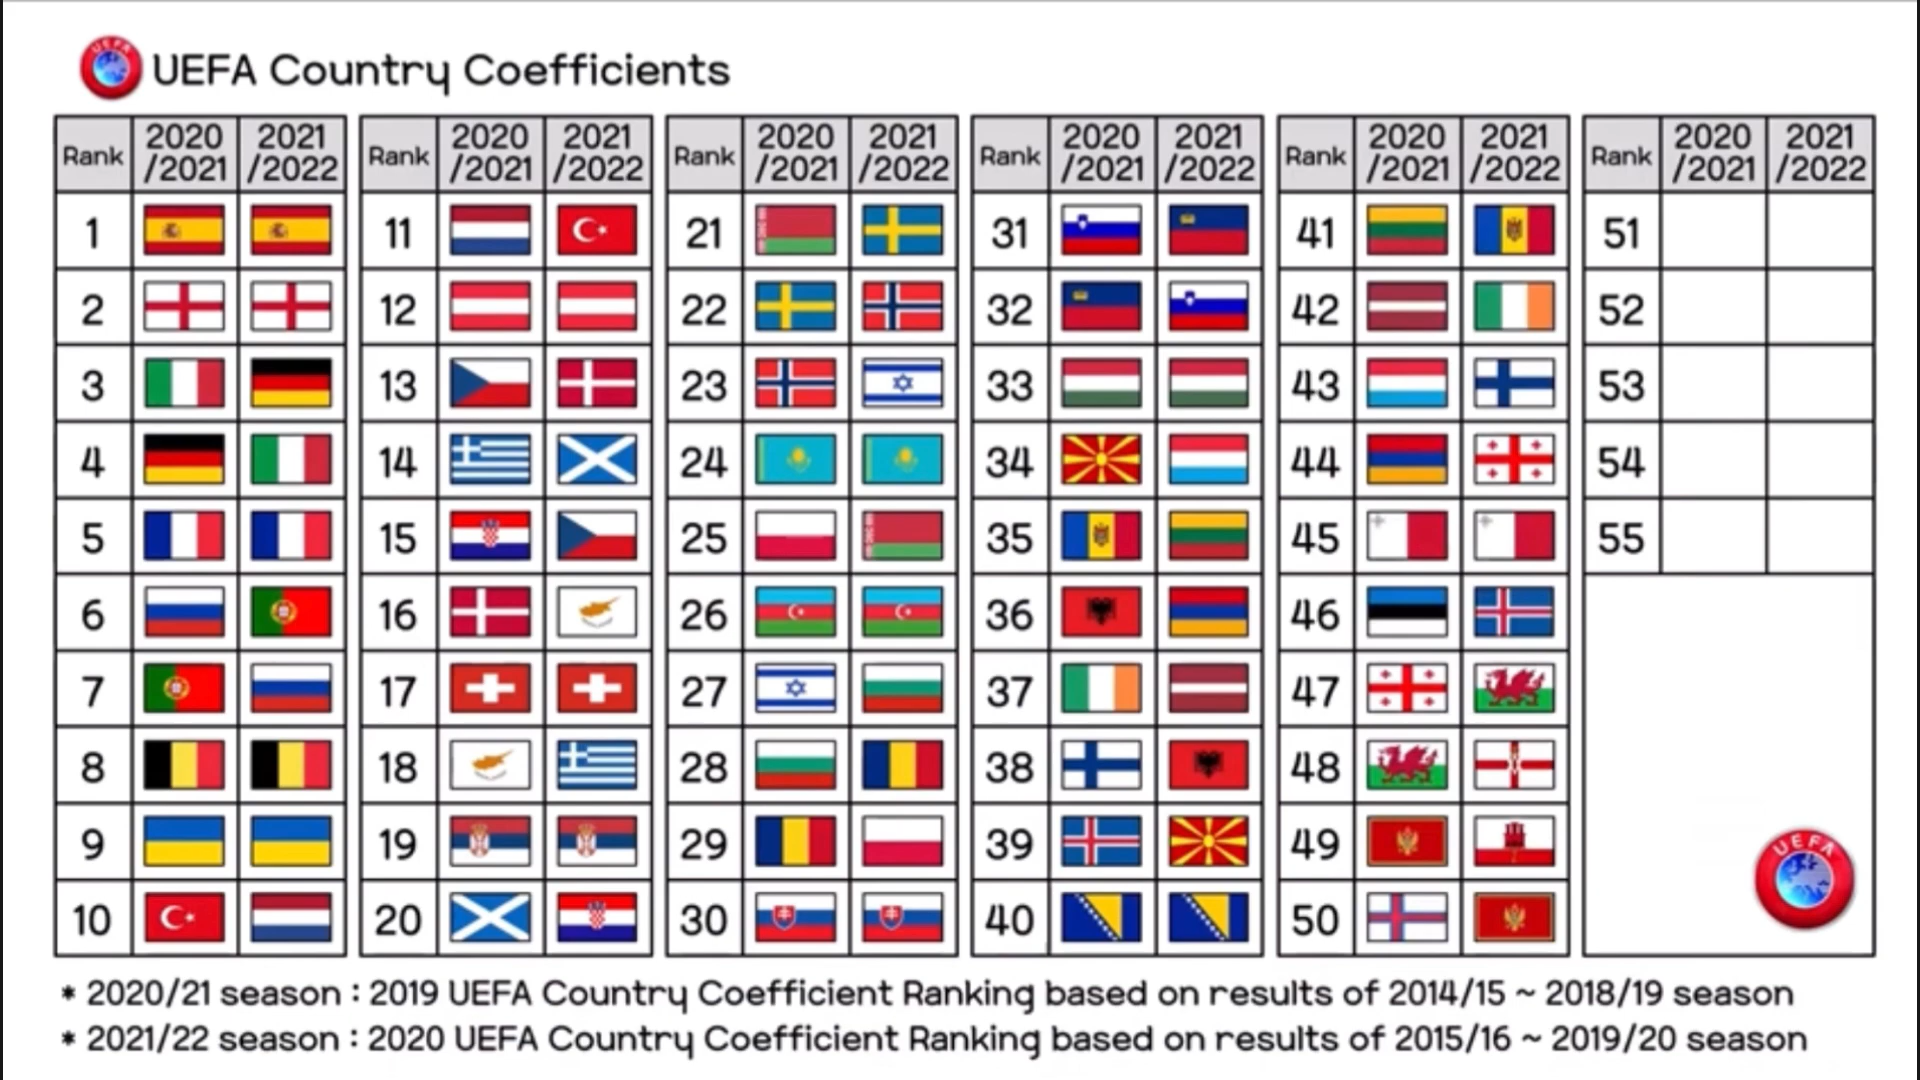 UEFA
UEFA Country Coefficients
Rank 2020/2021 2021/2022 Rank 2020/2021 2021/2022 Rank 2020/2021 2021/2022 Rank 2020/2021 2021/2022 Rank 2020/2021 2021/2022 Rank 2020/2021 2021/2022
1 11 21 31 41 51
2 12 22 32 42 52
3 13 23 33 43 53
4 14 24 34 44 54
5 15 25 35 45 55
6 16 26 36 46
7 17 27 37 47
8 18 28 38 48
9 19 29 39 49
10 20 30 40 50
UEFA
* 2020/21 season : 2019 UEFA Country Coefficient Ranking based on results of 2014/15 ~ 2018/19 season
* 2021/22 season : 2020 UEFA Country Coefficient Ranking based on results of 2015/16 ~ 2019/20 season